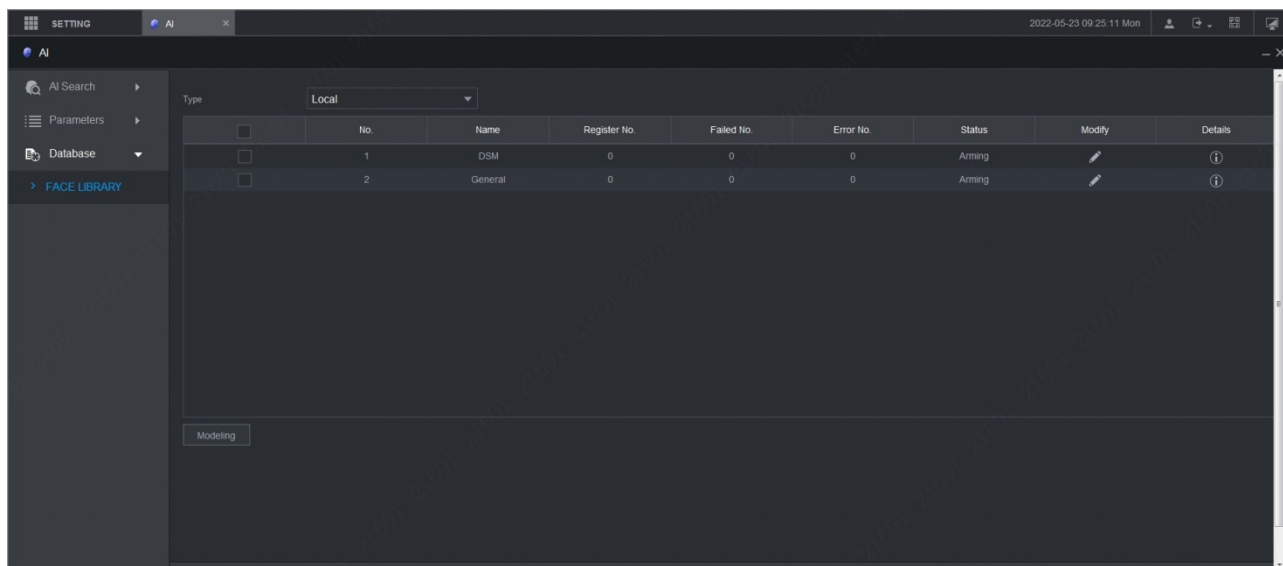 SETTING AI × 2022-05-23 09:25:11 Mon
AI
AI Search
Type Local
Parameters
No. Name Register No. Failed No. Error No. Status Modify Details
Database
1 DSM 0 0 0 Arming
FACE LIBRARY
2 General 0 0 0 Arming
Modeling